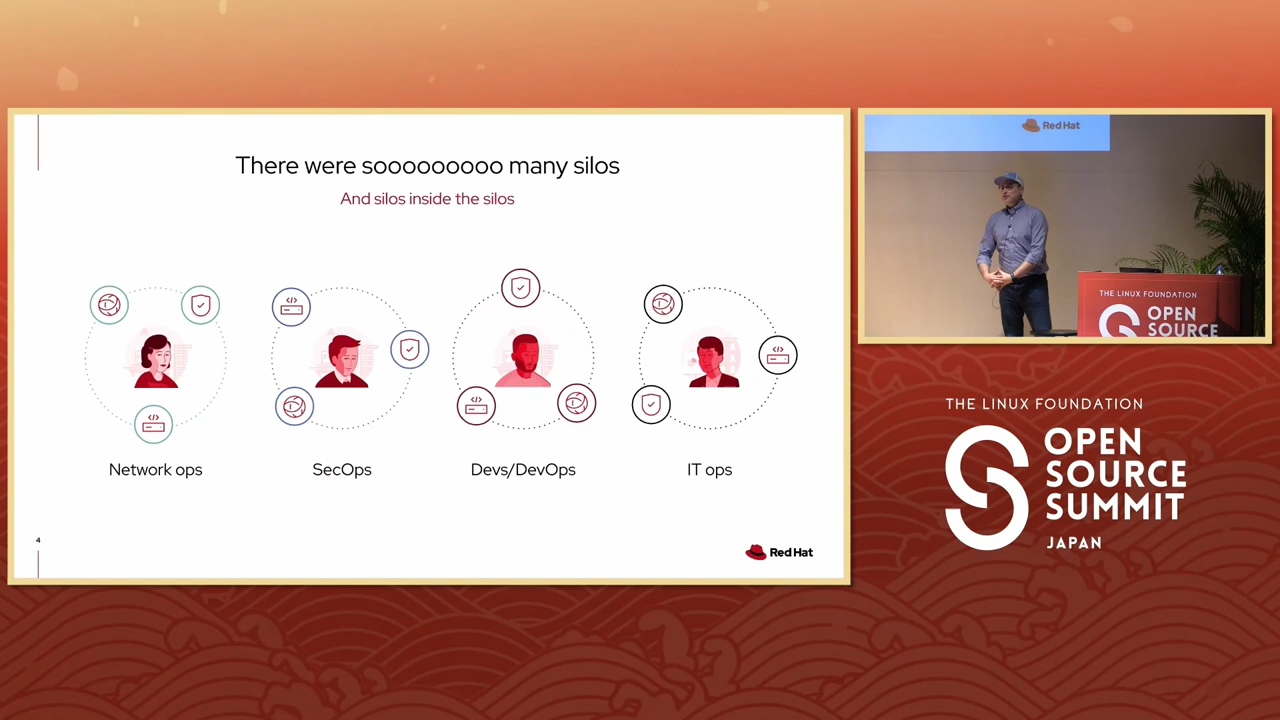 There were sooooooooo many silos
And silos inside the silos
Network ops
SecOps
Devs/DevOps
IT ops
4
Red Hat
Red Hat
THE LINUX FOUNDATION
OPEN
SOURCE
THE LINUX FOUNDATION
OPEN
SOURCE
SUMMIT
JAPAN